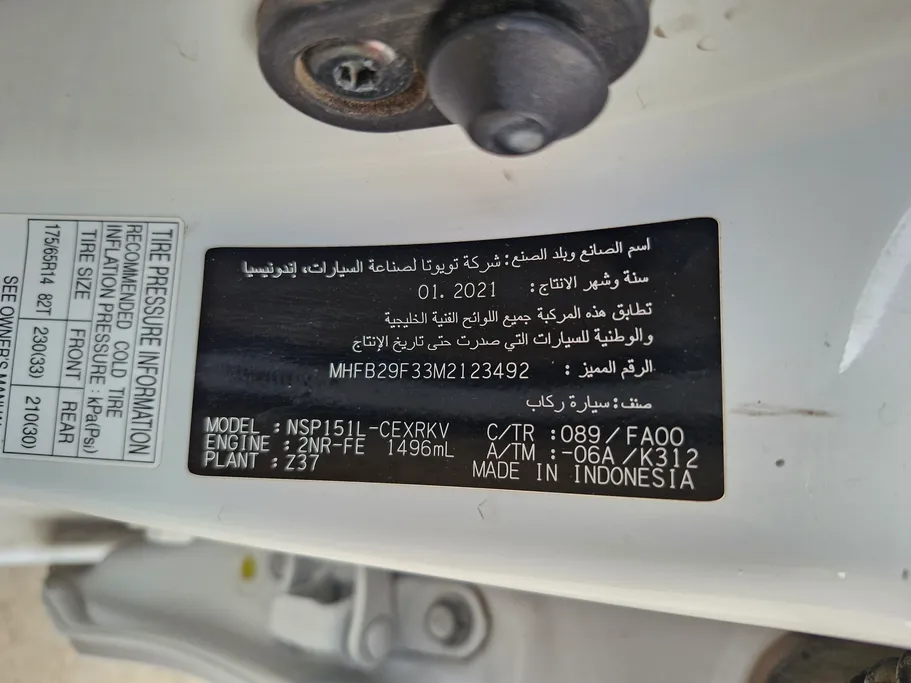 اسم الصانع وبلد الصنع: شركة تويوتا لصناعة السيارات، إندونيسيا
سنة وشهر الانتاج: 01. 2021
تطابق هذه المركبة جميع اللوائح الفنية الخليجية
والوطنية للسيارات التي صدرت حتى تاريخ الإنتاج
الرقم المميز: MHFB29F33M2123492
صنف: سيارة ركاب
MODEL : NSP151L-CEXRKV C/TR :089/FA00
ENGINE : 2NR-FE 1496mL A/TM :-06A/K312
PLANT : Z37 MADE IN INDONESIA
TIRE PRESSURE INFORMATION
RECOMMENDED COLD TIRE
INFLATION PRESSURE : kPa(Psi)
TIRE SIZE FRONT REAR
175/65R14 82T 230(33) 210(30)
SEE OWNER'S MANUAL